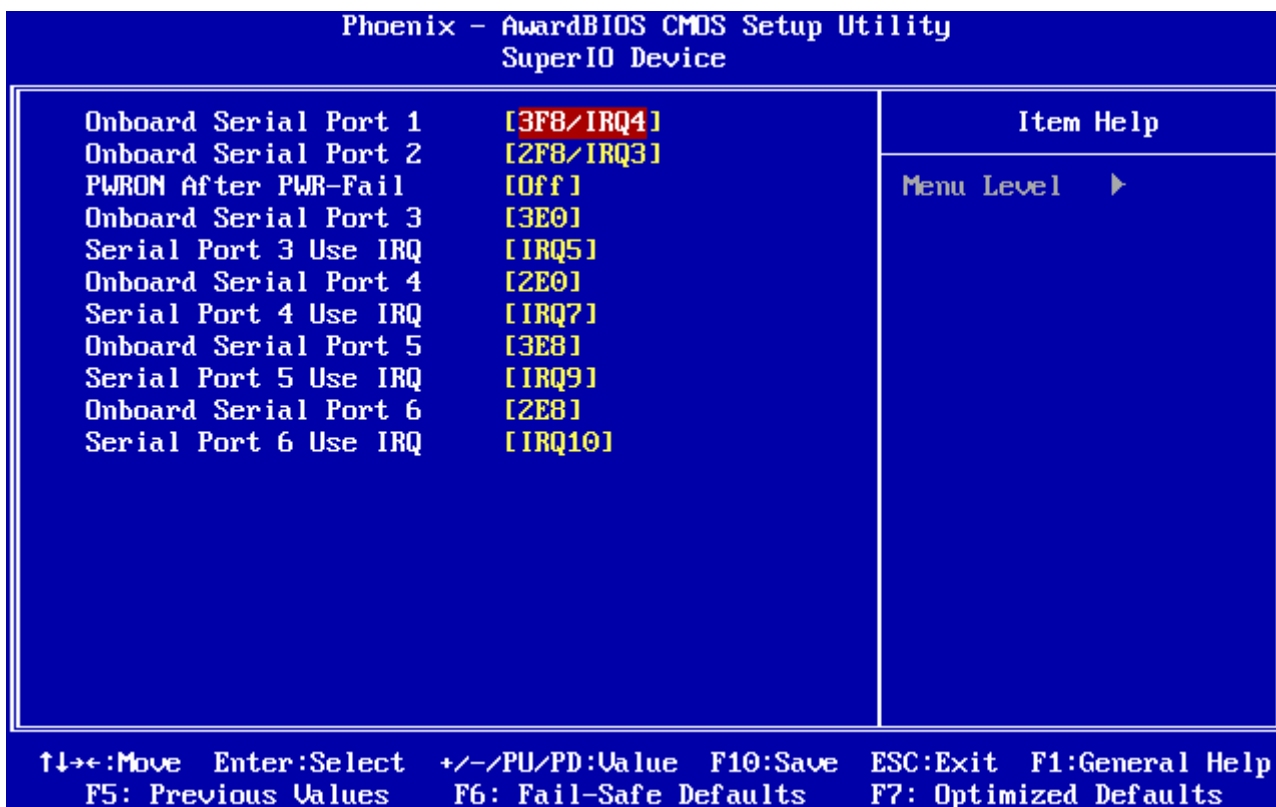 Phoenix - AwardBIOS CMOS Setup Utility
SuperIO Device
Onboard Serial Port 1 [3F8/IRQ4]
Onboard Serial Port 2 [2F8/IRQ3]
PWRON After PWR-Fail [Off]
Onboard Serial Port 3 [3E0]
Serial Port 3 Use IRQ [IRQ5]
Onboard Serial Port 4 [2E0]
Serial Port 4 Use IRQ [IRQ7]
Onboard Serial Port 5 [3E8]
Serial Port 5 Use IRQ [IRQ9]
Onboard Serial Port 6 [2E8]
Serial Port 6 Use IRQ [IRQ10]
Item Help
Menu Level ▶
↑↓→←:Move Enter:Select +/-/PU/PD:Value F10:Save ESC:Exit F1:General Help
F5: Previous Values F6: Fail-Safe Defaults F7: Optimized Defaults